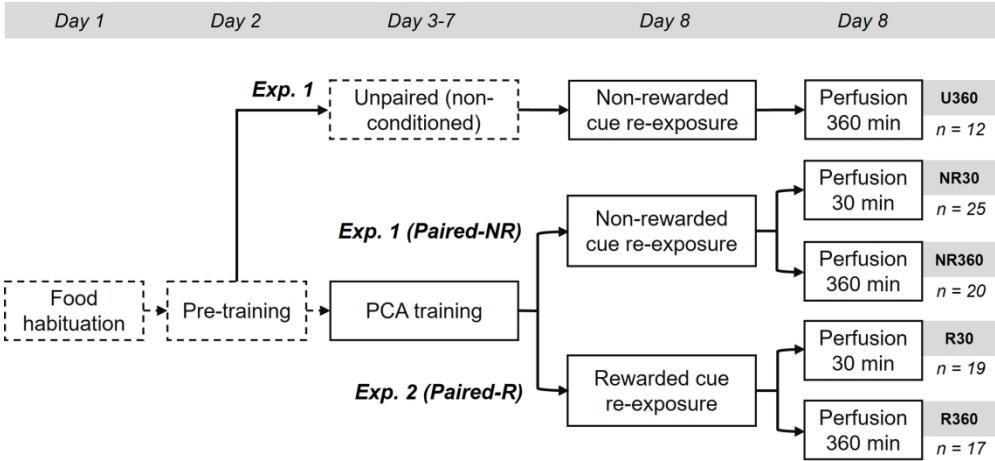 Day 1
Day 2
Day 3-7
Day 8
Day 8
Exp. 1
Unpaired (non-
conditioned)
Non-rewarded
cue re-exposure
Perfusion
360 min
U360
n = 12
Exp. 1 (Paired-NR)
Non-rewarded
cue re-exposure
Perfusion
30 min
NR30
n = 25
Perfusion
360 min
NR360
n = 20
Food
habituation
Pre-training
PCA training
Exp. 2 (Paired-R)
Rewarded cue
re-exposure
Perfusion
30 min
R30
n = 19
Perfusion
360 min
R360
n = 17